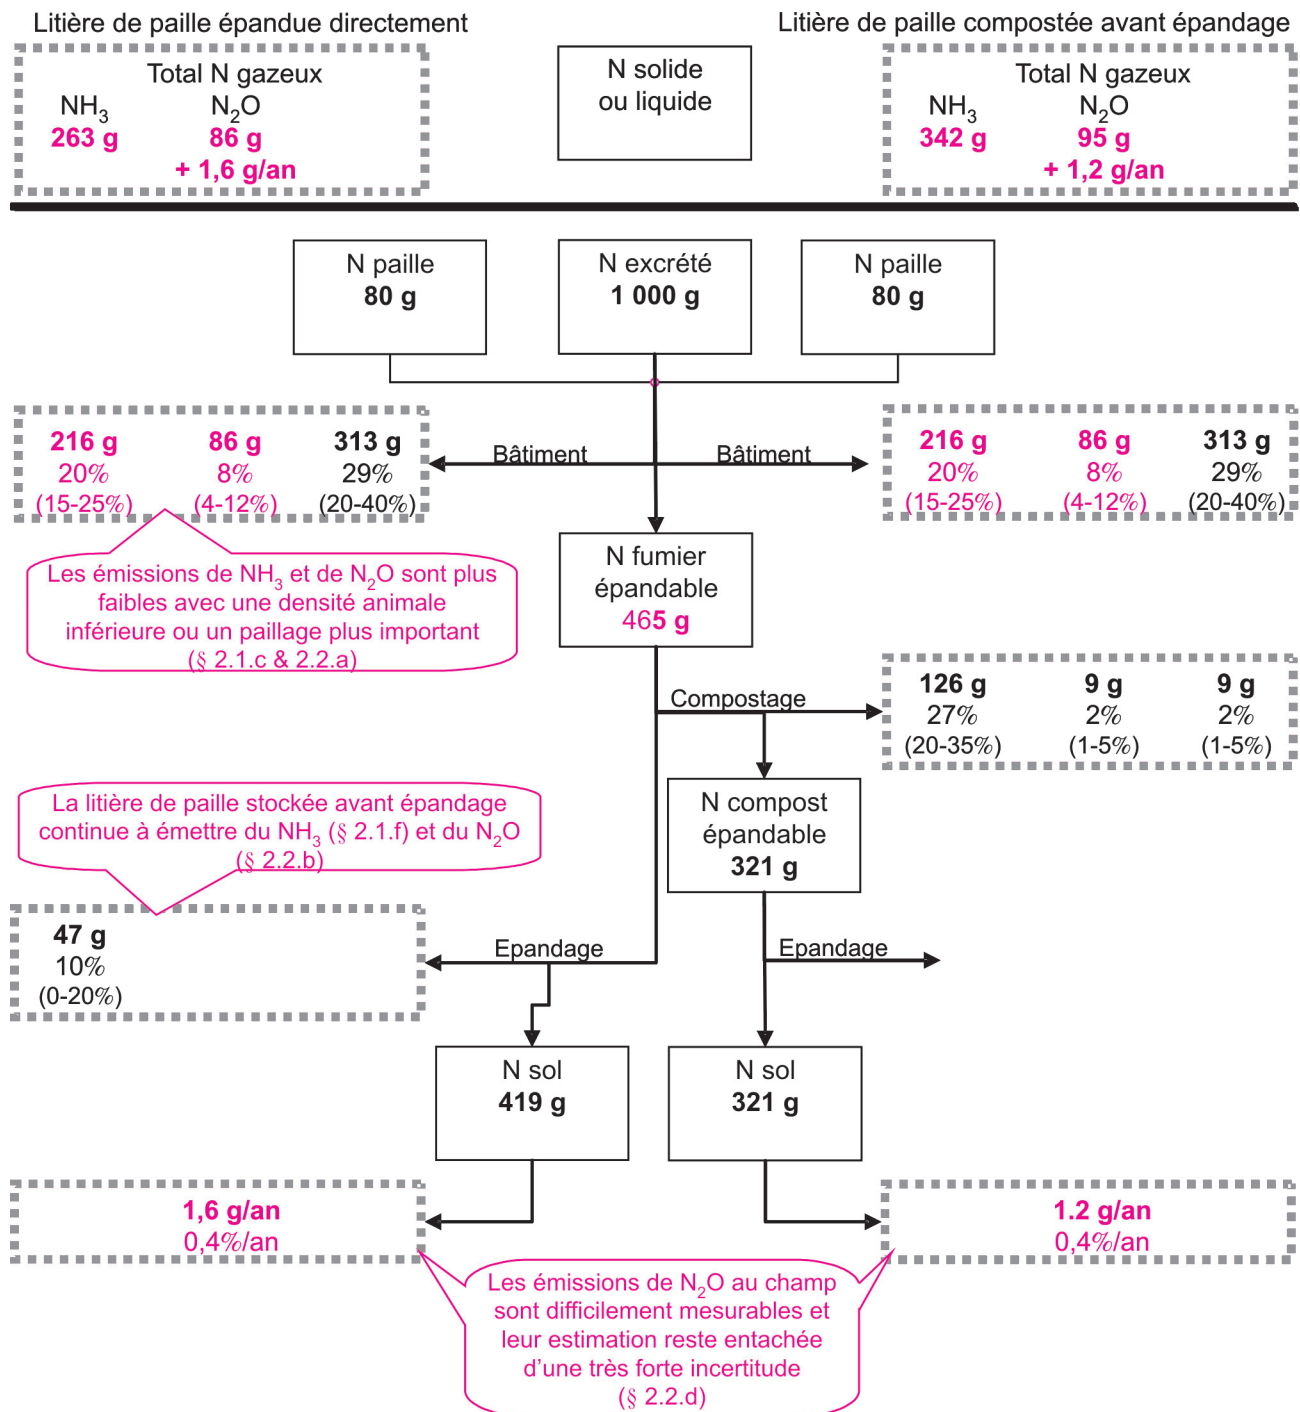 Litière de paille épandue directement
Litière de paille compostée avant épandage
Total N gazeux
NH3 N2O
263 g 86 g
+ 1,6 g/an
N solide
ou liquide
Total N gazeux
NH3 N2O
342 g 95 g
+ 1,2 g/an
N paille
80 g
N excrété
1 000 g
N paille
80 g
216 g 86 g 313 g
20% 8% 29%
(15-25%) (4-12%) (20-40%)
Bâtiment
Bâtiment
216 g 86 g 313 g
20% 8% 29%
(15-25%) (4-12%) (20-40%)
N fumier
épandable
465 g
Les émissions de NH3 et de N2O sont plus
faibles avec une densité animale
inférieure ou un paillage plus important
(§ 2.1.c & 2.2.a)
Compostage
126 g 9 g 9 g
27% 2% 2%
(20-35%) (1-5%) (1-5%)
La litière de paille stockée avant épandage
continue à émettre du NH3 (§ 2.1.f) et du N2O
(§ 2.2.b)
N compost
épandable
321 g
47 g
10%
(0-20%)
Epandage
Epandage
N sol
419 g
N sol
321 g
1,6 g/an
0,4%/an
1.2 g/an
0,4%/an
Les émissions de N2O au champ
sont difficilement mesurables et
leur estimation reste entachée
d'une très forte incertitude
(§ 2.2.d)